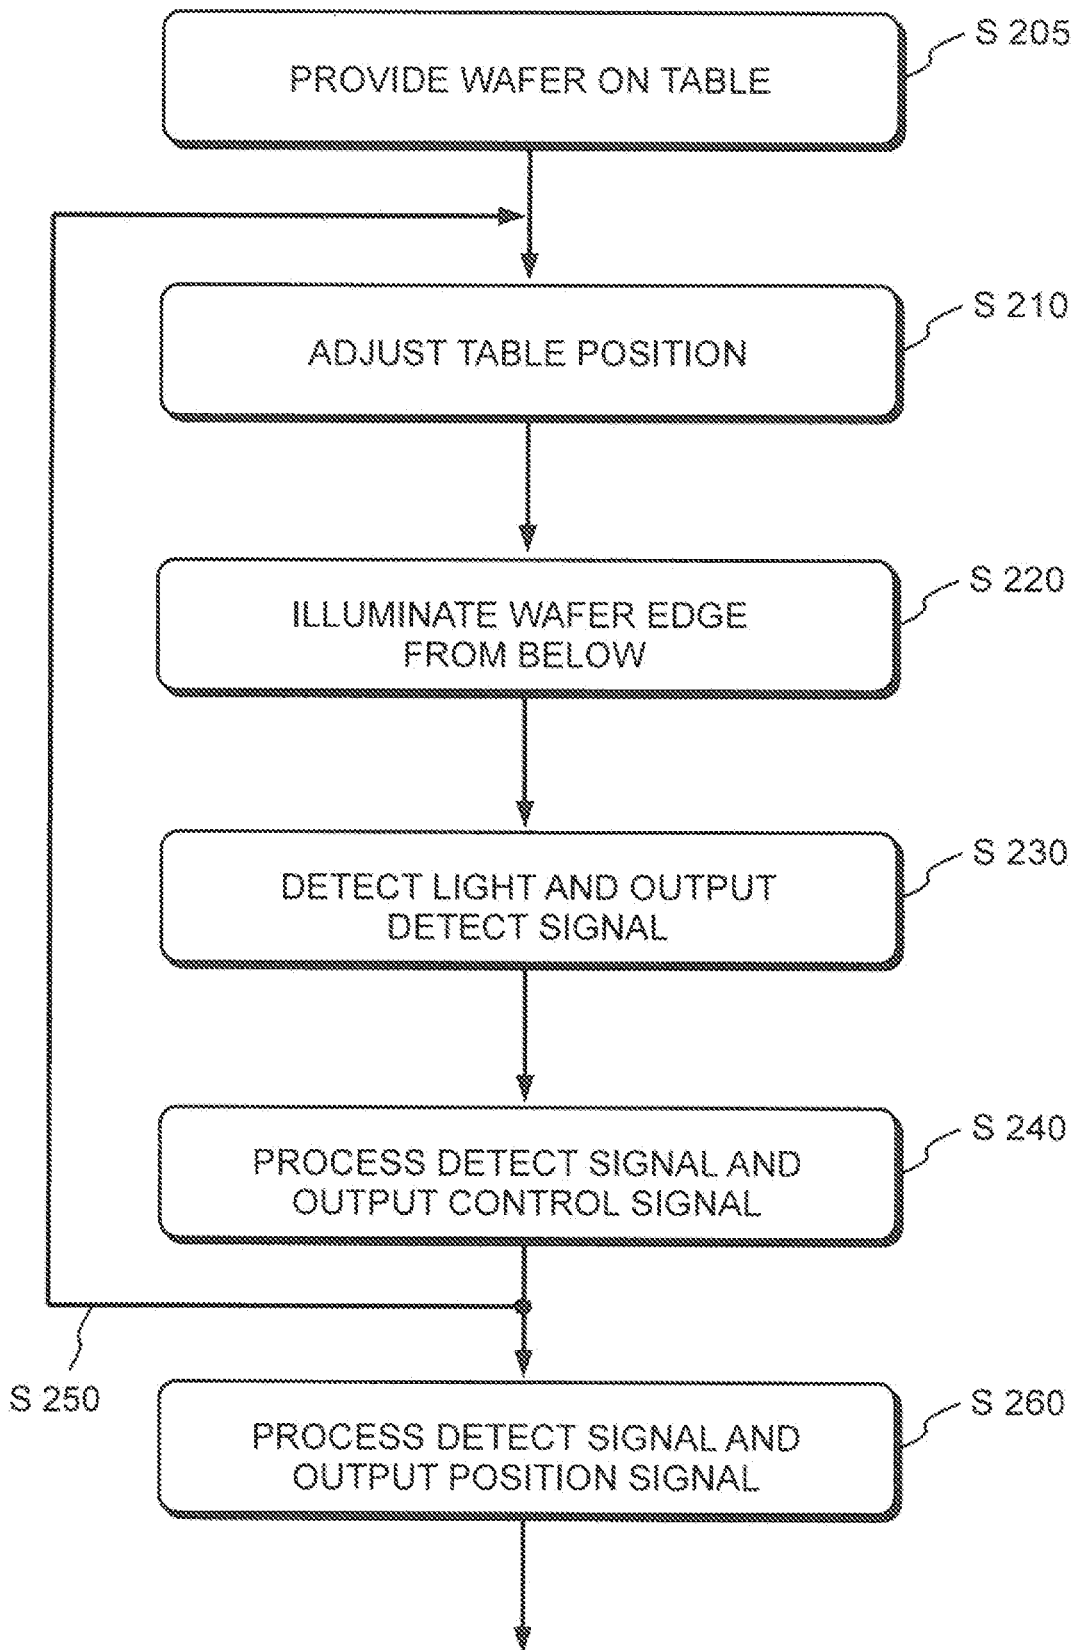 S 205
PROVIDE WAFER ON TABLE
S 210
ADJUST TABLE POSITION
S 220
ILLUMINATE WAFER EDGE
FROM BELOW
S 230
DETECT LIGHT AND OUTPUT
DETECT SIGNAL
S 240
PROCESS DETECT SIGNAL AND
OUTPUT CONTROL SIGNAL
S 250
S 260
PROCESS DETECT SIGNAL AND
OUTPUT POSITION SIGNAL